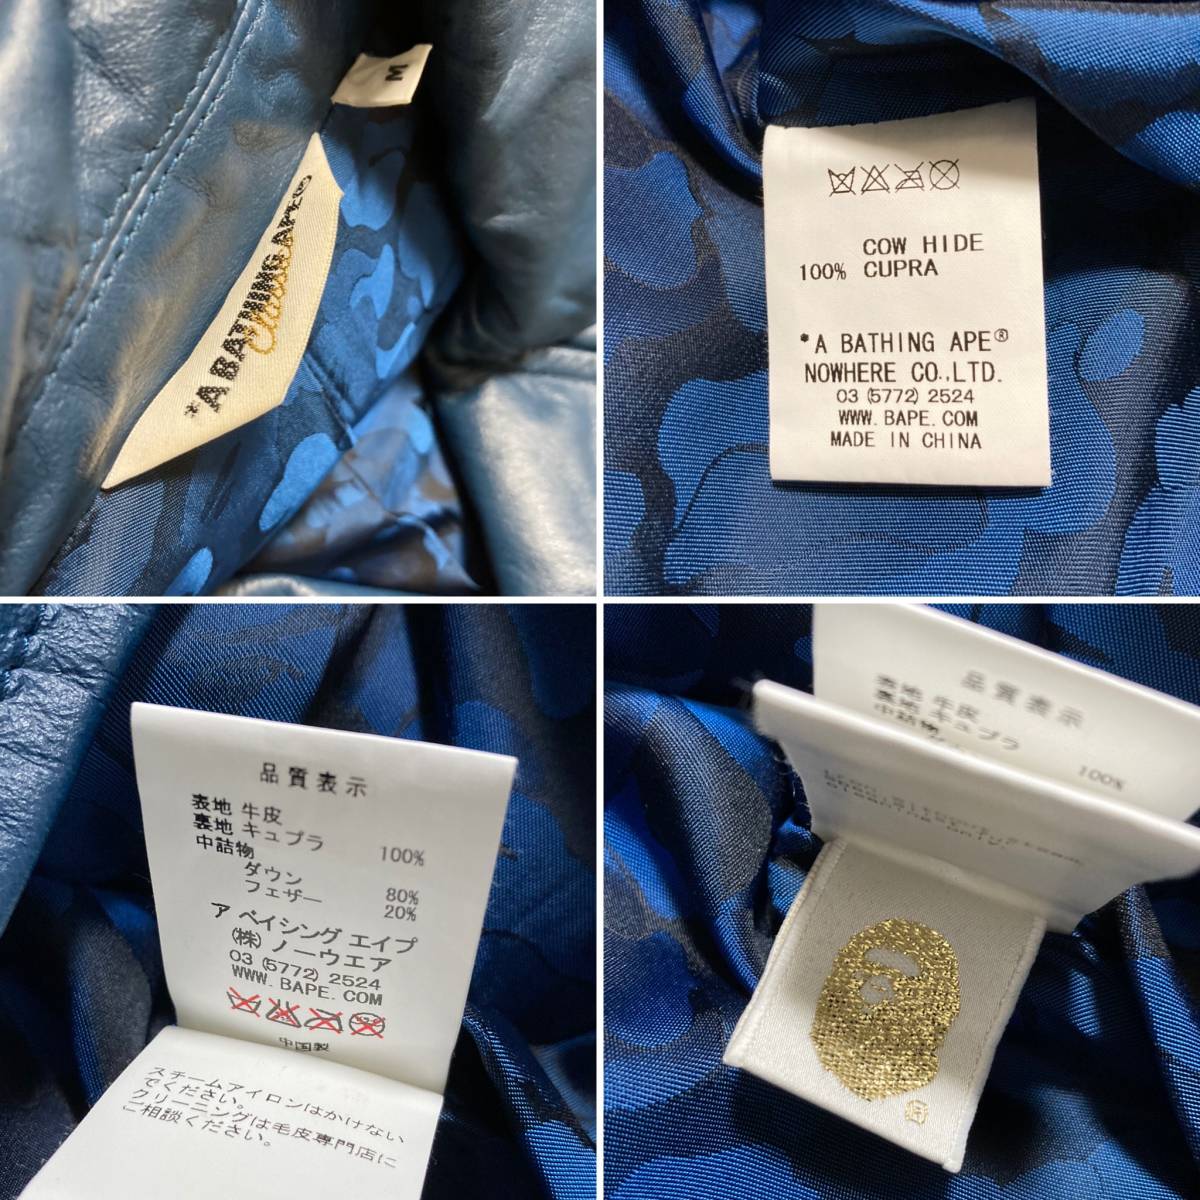 M
*A BATHING APE®
Classics
COW HIDE
100% CUPRA
*A BATHING APE®
NOWHERE CO.,LTD.
03 (5772) 2524
WWW.BAPE.COM
MADE IN CHINA
品質表示
表地 牛皮
裏地 キュプラ 100%
中詰物
ダウン 80%
フェザー 20%
ア ベイシング エイプ
(株) ノーウエア
03 (5772) 2524
WWW.BAPE.COM
中国製
スチームアイロンはかけない
でください。
クリーニングは毛皮専門店に
ご相談ください。
品質表示
表地 牛皮
裏地 キュプラ
中詰物
100%